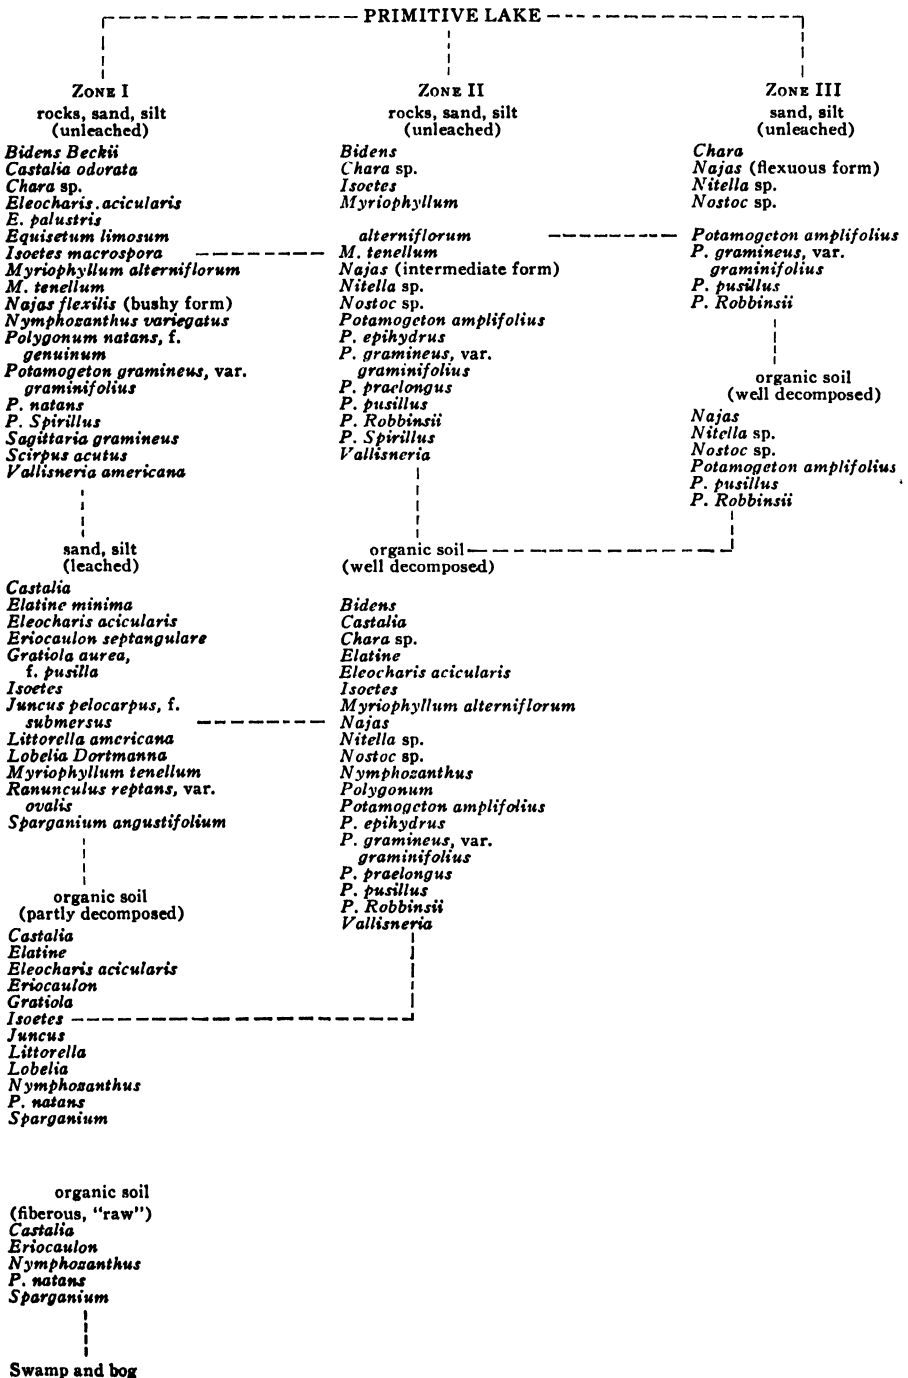 PRIMITIVE LAKE
ZONE I
rocks, sand, silt
(unleached)
Bidens Beckii
Castalia odorata
Chara sp.
Eleocharis acicularis
E. palustris
Equisetum limosum
Isoetes macrospora
Myriophyllum alterniflorum
M. tenellum
Najas flexilis (bushy form)
Nymphozanthus variegatus
Polygonum natans, f.
genuinum
Potamogeton gramineus, var.
graminifolius
P. natans
P. Spirillus
Sagittaria gramineus
Scirpus acutus
Vallisneria americana
sand, silt
(leached)
Castalia
Elatine minima
Eleocharis acicularis
Eriocaulon septangulare
Gratiola aurea,
f. pusilla
Isoetes
Juncus pelocarpus, f.
submersus
Littorella americana
Lobelia Dortmanna
Myriophyllum tenellum
Ranunculus reptans, var.
ovalis
Sparganium angustifolium
organic soil
(partly decomposed)
Castalia
Elatine
Eleocharis acicularis
Eriocaulon
Gratiola
Isoetes
Juncus
Littorella
Lobelia
Nymphozanthus
P. natans
Sparganium
organic soil
(fiberous, "raw")
Castalia
Eriocaulon
Nymphozanthus
P. natans
Sparganium
Swamp and bog
ZONE II
rocks, sand, silt
(unleached)
Bidens
Chara sp.
Isoetes
Myriophyllum
alterniflorum
M. tenellum
Najas (intermediate form)
Nitella sp.
Nostoc sp.
Potamogeton amplifolius
P. epihydrus
P. gramineus, var.
graminifolius
P. praelongus
P. pusillus
P. Robbinsii
P. Spirillus
Vallisneria
organic soil
(well decomposed)
Bidens
Castalia
Chara sp.
Elatine
Eleocharis acicularis
Isoetes
Myriophyllum alterniflorum
Najas
Nitella sp.
Nostoc sp.
Nymphozanthus
Polygonum
Potamogeton amplifolius
P. epihydrus
P. gramineus, var.
graminifolius
P. praelongus
P. pusillus
P. Robbinsii
Vallisneria
ZONE III
sand, silt
(unleached)
Chara
Najas (flexuous form)
Nitella sp.
Nostoc sp.
Potamogeton amplifolius
P. gramineus, var.
graminifolius
P. pusillus
P. Robbinsii
organic soil
(well decomposed)
Najas
Nitella sp.
Nostoc sp.
Potamogeton amplifolius
P. pusillus
P. Robbinsii